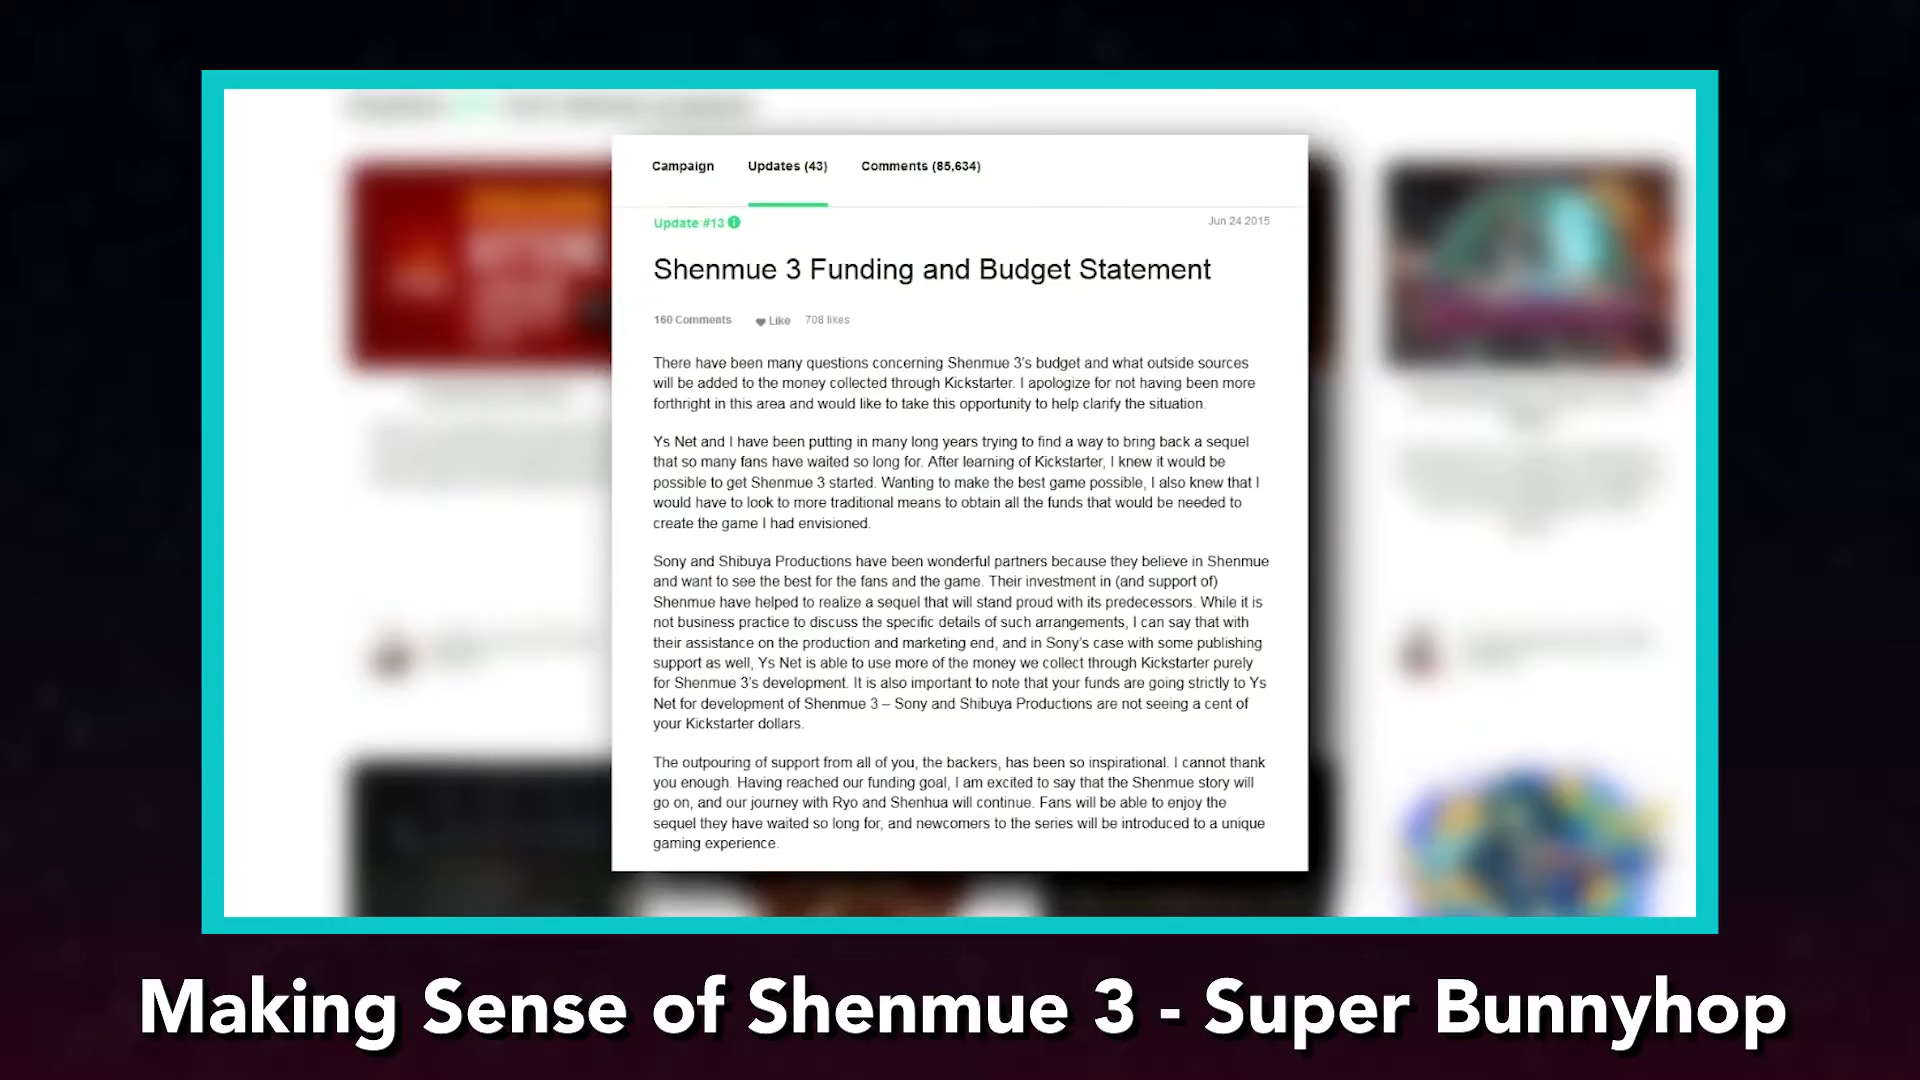 Campaign Updates (43) Comments (85,634)
Update #13 Jun 24 2015
Shenmue 3 Funding and Budget Statement
160 Comments Like 708 likes
There have been many questions concerning Shenmue 3's budget and what outside sources
will be added to the money collected through Kickstarter. I apologize for not having been more
forthright in this area and would like to take this opportunity to help clarify the situation.
Ys Net and I have been putting in many long years trying to find a way to bring back a sequel
that so many fans have waited so long for. After learning of Kickstarter, I knew it would be
possible to get Shenmue 3 started. Wanting to make the best game possible, I also knew that I
would have to look to more traditional means to obtain all the funds that would be needed to
create the game I had envisioned.
Sony and Shibuya Productions have been wonderful partners because they believe in Shenmue
and want to see the best for the fans and the game. Their investment in (and support of)
Shenmue have helped to realize a sequel that will stand proud with its predecessors. While it is
not business practice to discuss the specific details of such arrangements, I can say that with
their assistance on the production and marketing end, and in Sony's case with some publishing
support as well, Ys Net is able to use more of the money we collect through Kickstarter purely
for Shenmue 3's development. It is also important to note that your funds are going strictly to Ys
Net for development of Shenmue 3 – Sony and Shibuya Productions are not seeing a cent of
your Kickstarter dollars.
The outpouring of support from all of you, the backers, has been so inspirational. I cannot thank
you enough. Having reached our funding goal, I am excited to say that the Shenmue story will
go on, and our journey with Ryo and Shenhua will continue. Fans will be able to enjoy the
sequel they have waited so long for, and newcomers to the series will be introduced to a unique
gaming experience.
Making Sense of Shenmue 3 - Super Bunnyhop